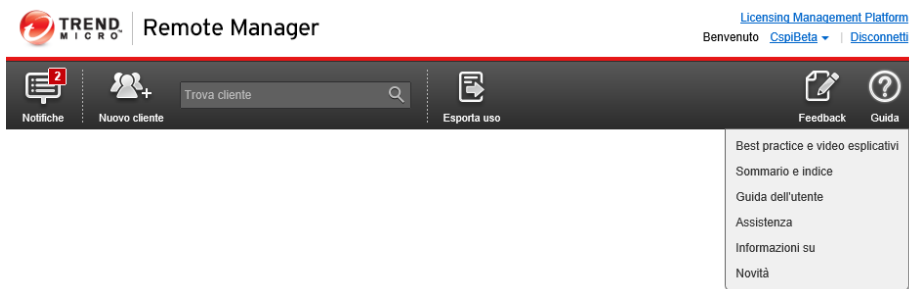 TREND MICRO Remote Manager
Licensing Management Platform
Benvenuto CspiBeta | Disconnetti
2
Notifiche
Nuovo cliente
Trova cliente
Esporta uso
Feedback
Guida
Best practice e video esplicativi
Sommario e indice
Guida dell'utente
Assistenza
Informazioni su
Novità